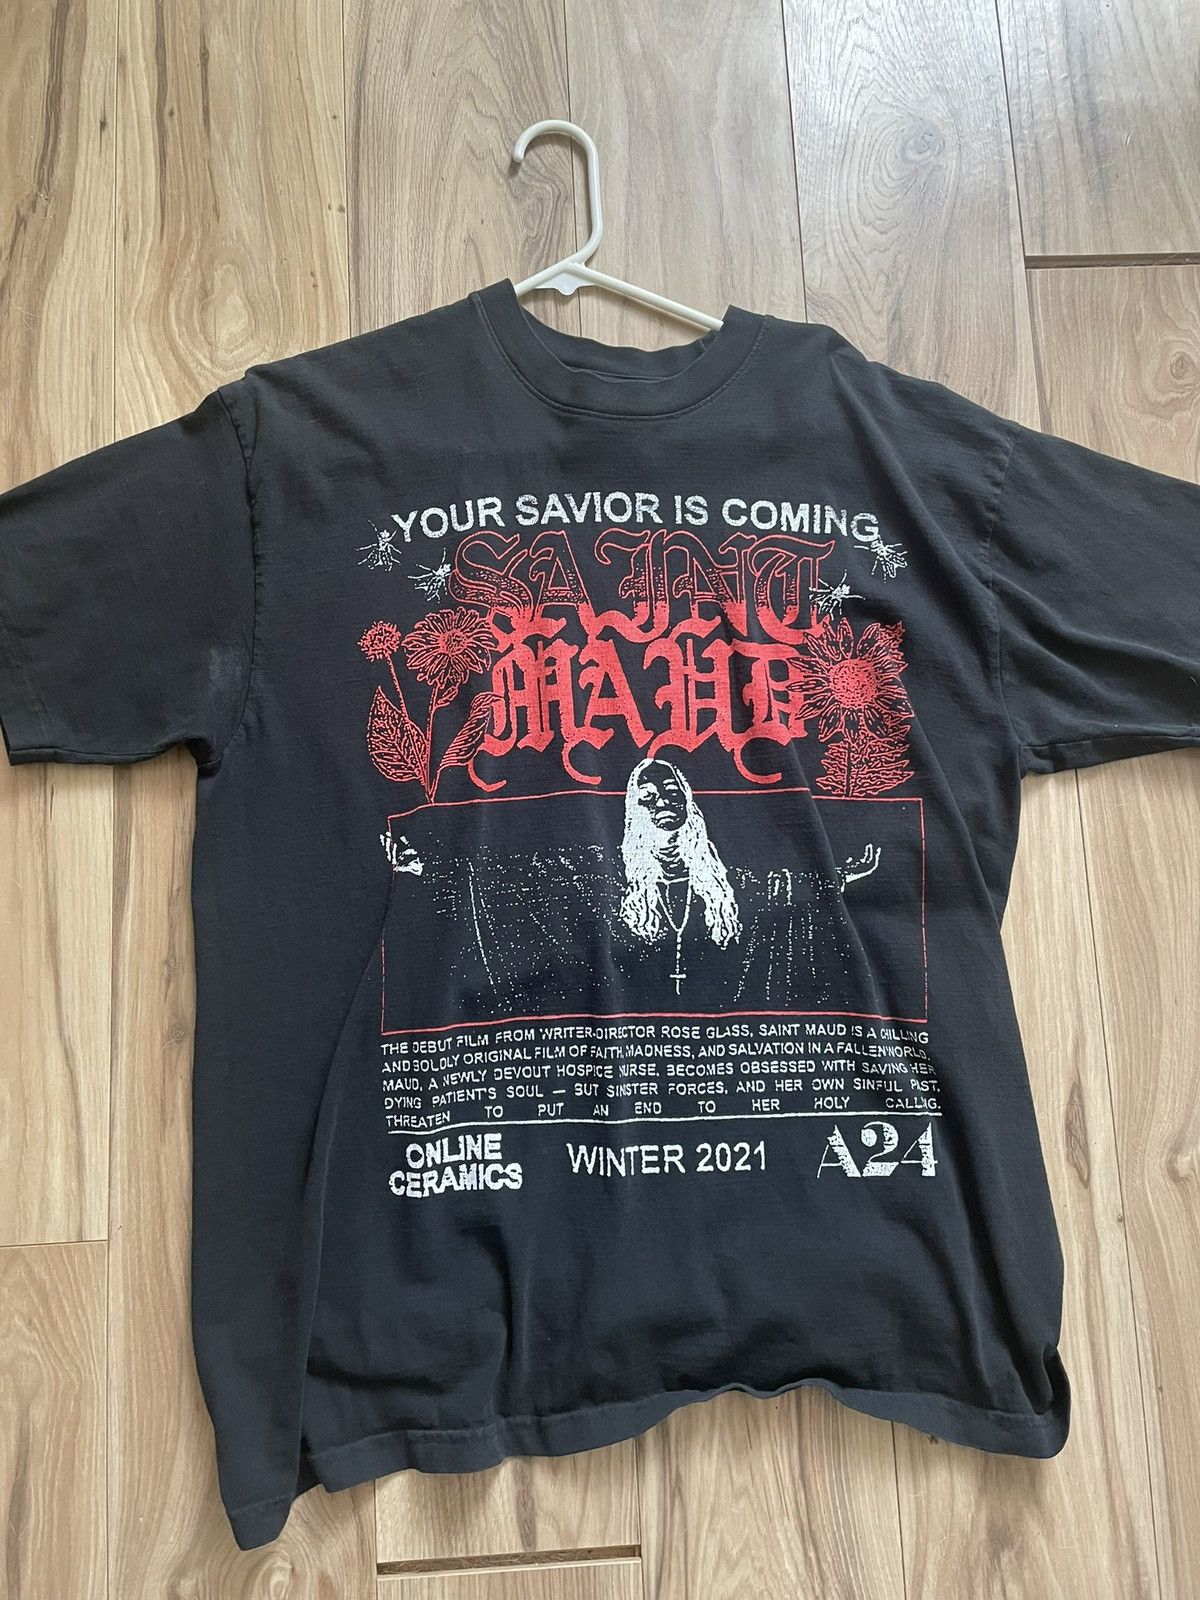 YOUR SAVIOR IS COMING
SAINT
MAUD
THE DEBUT FILM FROM WRITER-DIRECTOR ROSE GLASS, SAINT MAUD IS A CHILLING
AND BOLDLY ORIGINAL FILM OF FAITH, MADNESS, AND SALVATION IN A FALLEN WORLD.
MAUD, A NEWLY DEVOUT HOSPICE NURSE, BECOMES OBSESSED WITH SAVING HER
DYING PATIENT'S SOUL — BUT SINISTER FORCES, AND HER OWN SINFUL PAST,
THREATEN TO PUT AN END TO HER HOLY CALLING.
ONLINE
CERAMICS
WINTER 2021
A24